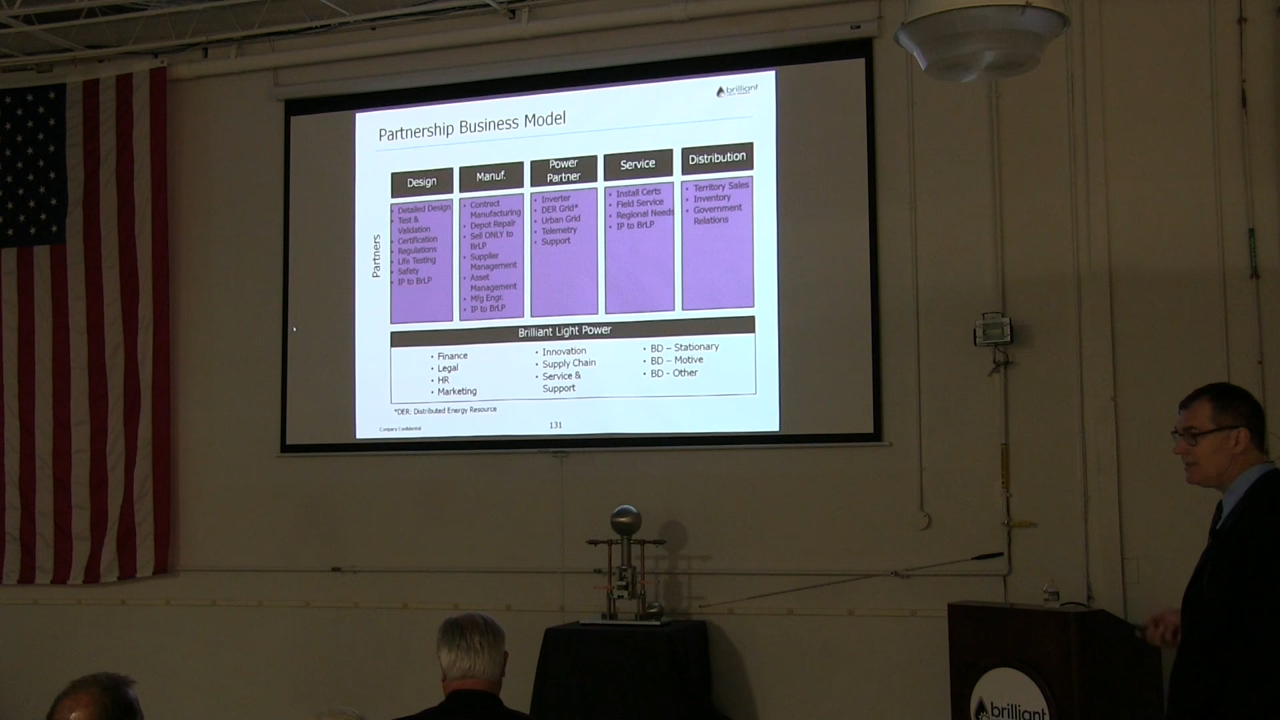 brilliant
Partnership Business Model
Partners
Design
• Detailed Design
• Test &
Validation
• Certification
• Regulations
• Life Testing
• Safety
• IP to BrLP
Manuf.
• Contract
Manufacturing
• Depot Repair
• Sell ONLY to
BrLP
• Supplier
Management
• Asset
Management
• Mfg Engr.
• IP to BrLP
Power
Partner
• Inverter
• DER Grid*
• Urban Grid
• Telemetry
• Support
Service
• Install Certs
• Field Service
• Regional Needs
• IP to BrLP
Distribution
• Territory Sales
• Inventory
• Government
Relations
Brilliant Light Power
• Finance
• Legal
• HR
• Marketing
• Innovation
• Supply Chain
• Service &
Support
• BD – Stationary
• BD – Motive
• BD - Other
*DER: Distributed Energy Resource
Company Confidential
131
brilliant